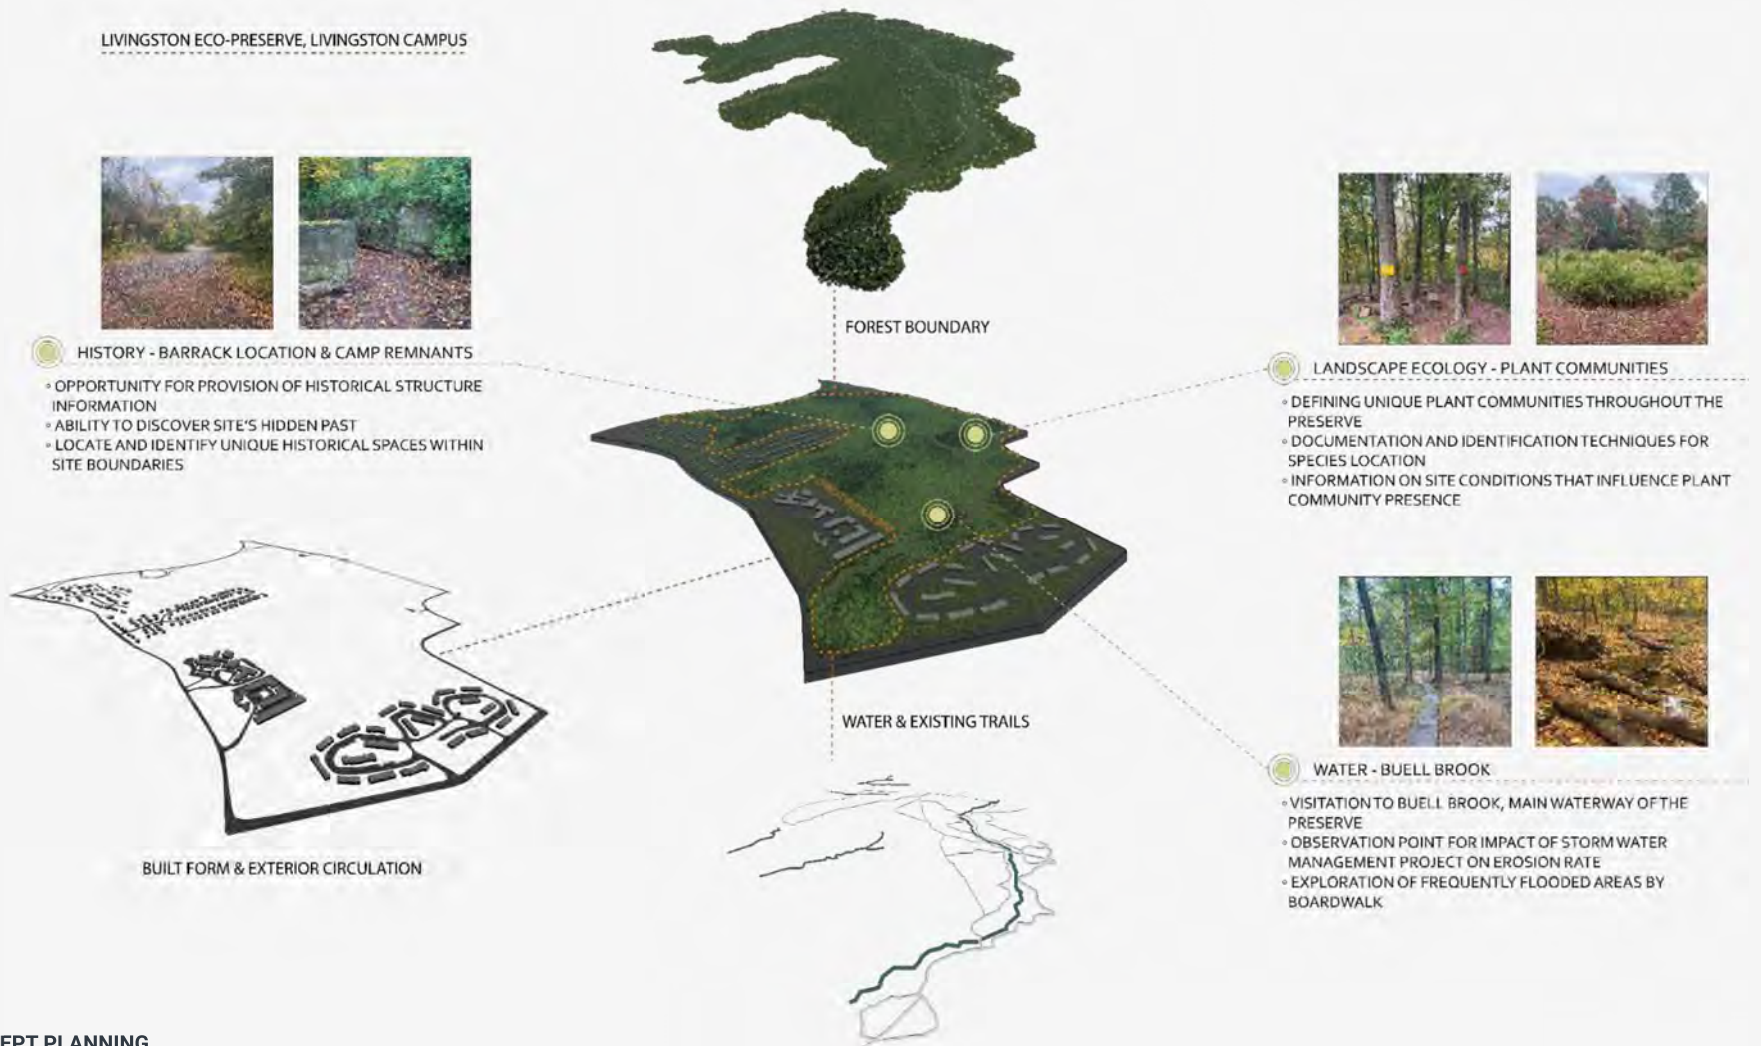 LIVINGSTON ECO-PRESERVE, LIVINGSTON CAMPUS
FOREST BOUNDARY
HISTORY - BARRACK LOCATION & CAMP REMNANTS
◦ OPPORTUNITY FOR PROVISION OF HISTORICAL STRUCTURE
INFORMATION
◦ ABILITY TO DISCOVER SITE'S HIDDEN PAST
◦ LOCATE AND IDENTIFY UNIQUE HISTORICAL SPACES WITHIN
SITE BOUNDARIES
LANDSCAPE ECOLOGY - PLANT COMMUNITIES
◦ DEFINING UNIQUE PLANT COMMUNITIES THROUGHOUT THE
PRESERVE
◦ DOCUMENTATION AND IDENTIFICATION TECHNIQUES FOR
SPECIES LOCATION
◦ INFORMATION ON SITE CONDITIONS THAT INFLUENCE PLANT
COMMUNITY PRESENCE
WATER & EXISTING TRAILS
BUILT FORM & EXTERIOR CIRCULATION
WATER - BUELL BROOK
◦ VISITATION TO BUELL BROOK, MAIN WATERWAY OF THE
PRESERVE
◦ OBSERVATION POINT FOR IMPACT OF STORM WATER
MANAGEMENT PROJECT ON EROSION RATE
◦ EXPLORATION OF FREQUENTLY FLOODED AREAS BY
BOARDWALK
EPT PLANNING